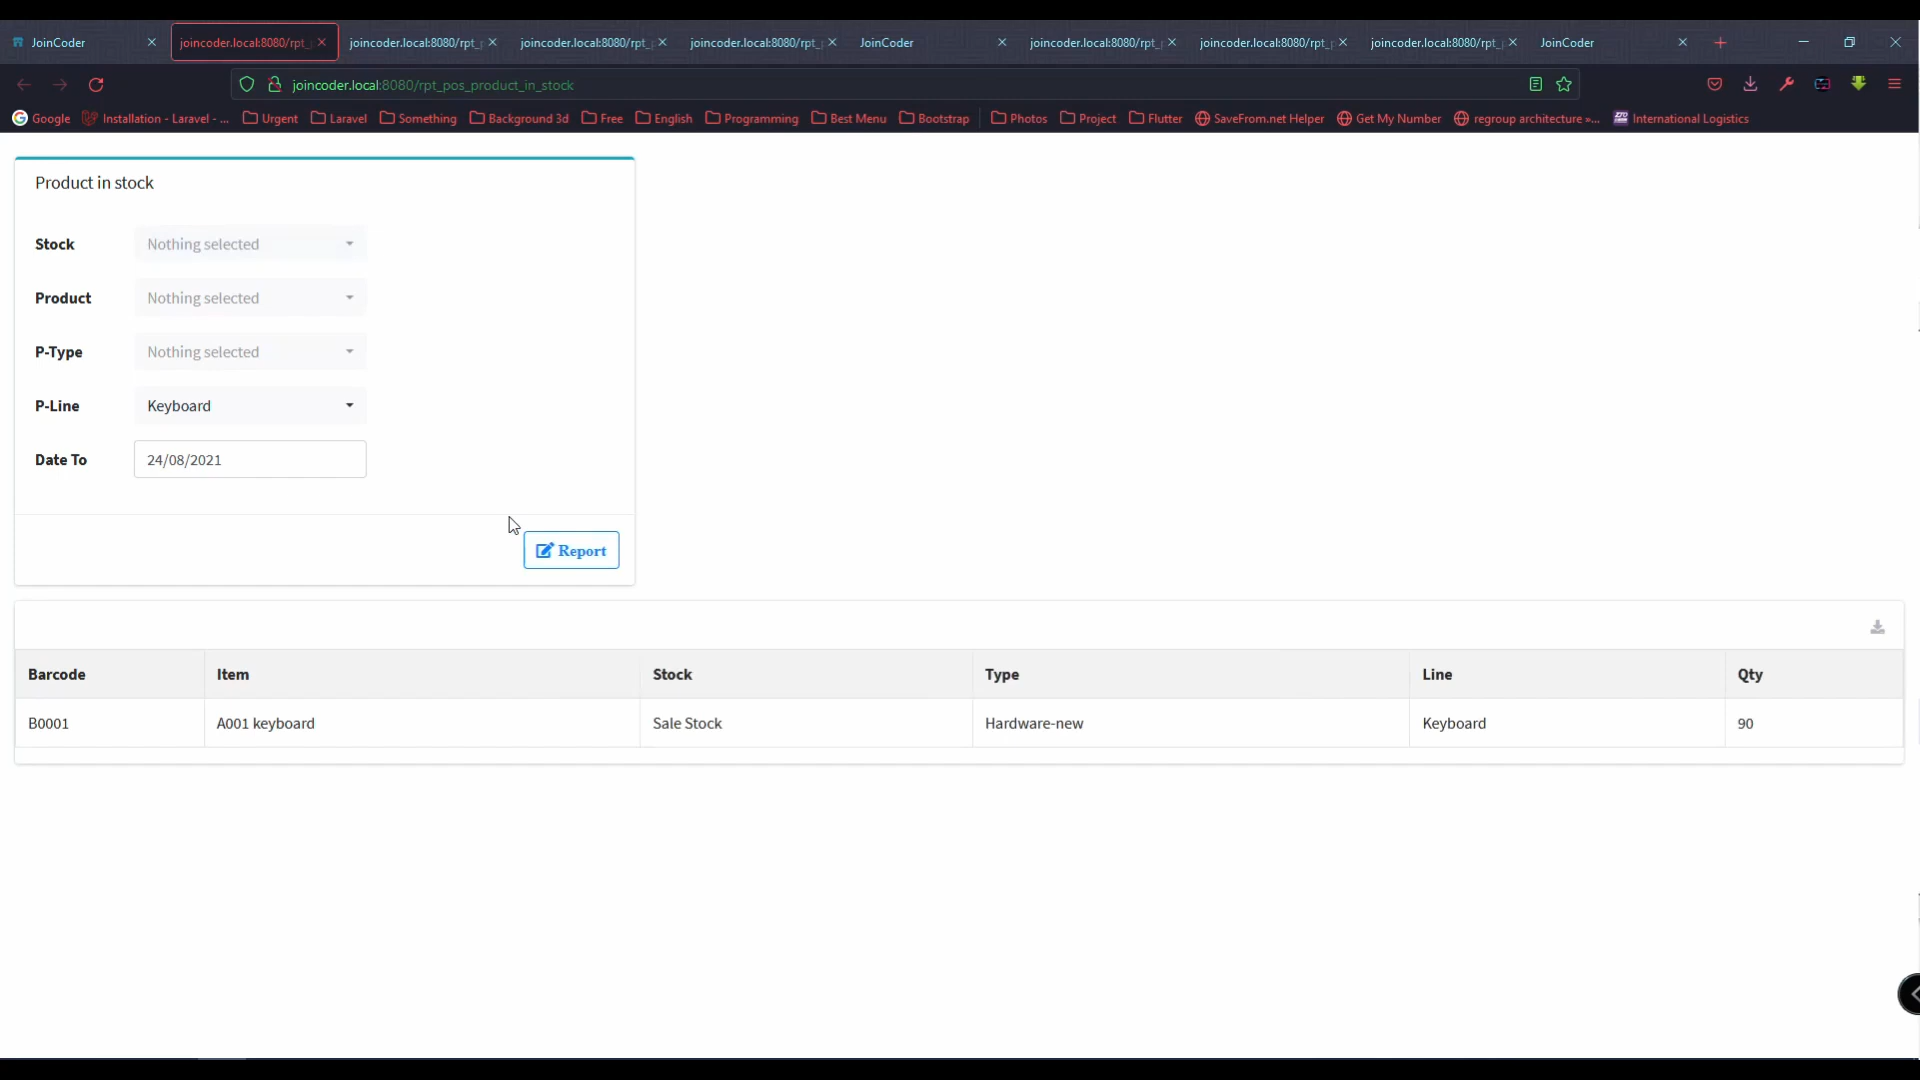 JoinCoder
joincoder.local:8080/rpt_
joincoder.local:8080/rpt_
joincoder.local:8080/rpt_
joincoder.local:8080/rpt_
JoinCoder
joincoder.local:8080/rpt_
joincoder.local:8080/rpt_
joincoder.local:8080/rpt_
JoinCoder
joincoder.local:8080/rpt_pos_product_in_stock
Google
Installation - Laravel - ...
Urgent
Laravel
Something
Background 3d
Free
English
Programming
Best Menu
Bootstrap
Photos
Project
Flutter
SaveFrom.net Helper
Get My Number
regroup architecture »...
International Logistics
Product in stock
Stock Nothing selected
Product Nothing selected
P-Type Nothing selected
P-Line Keyboard
Date To 24/08/2021
Report
Barcode Item Stock Type Line Qty
B0001 A001 keyboard Sale Stock Hardware-new Keyboard 90